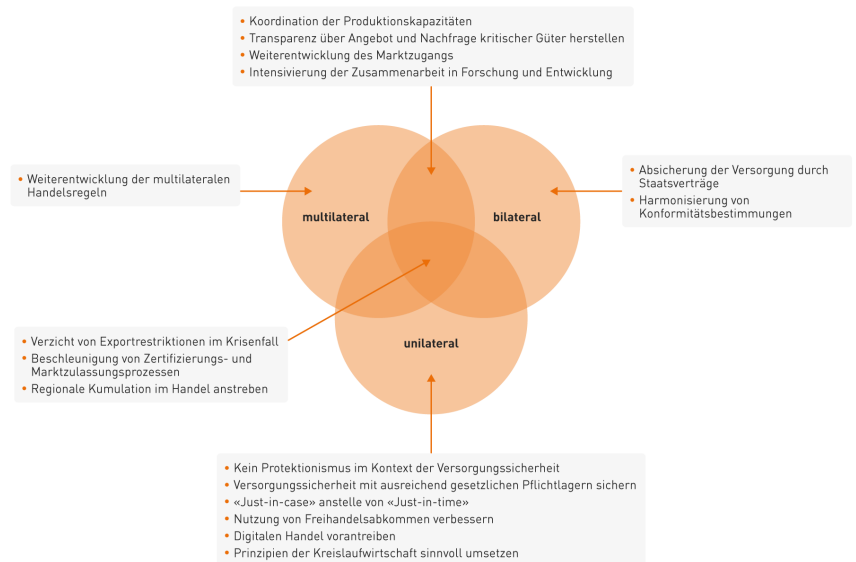 • Koordination der Produktionskapazitäten
• Transparenz über Angebot und Nachfrage kritischer Güter herstellen
• Weiterentwicklung des Marktzugangs
• Intensivierung der Zusammenarbeit in Forschung und Entwicklung
• Weiterentwicklung der multilateralen
Handelsregeln
• Absicherung der Versorgung durch
Staatsverträge
• Harmonisierung von
Konformitätsbestimmungen
multilateral
bilateral
unilateral
• Verzicht von Exportrestriktionen im Krisenfall
• Beschleunigung von Zertifizierungs- und
Marktzulassungsprozessen
• Regionale Kumulation im Handel anstreben
• Kein Protektionismus im Kontext der Versorgungssicherheit
• Versorgungssicherheit mit ausreichend gesetzlichen Pflichtlagern sichern
• «Just-in-case» anstelle von «Just-in-time»
• Nutzung von Freihandelsabkommen verbessern
• Digitalen Handel vorantreiben
• Prinzipien der Kreislaufwirtschaft sinnvoll umsetzen